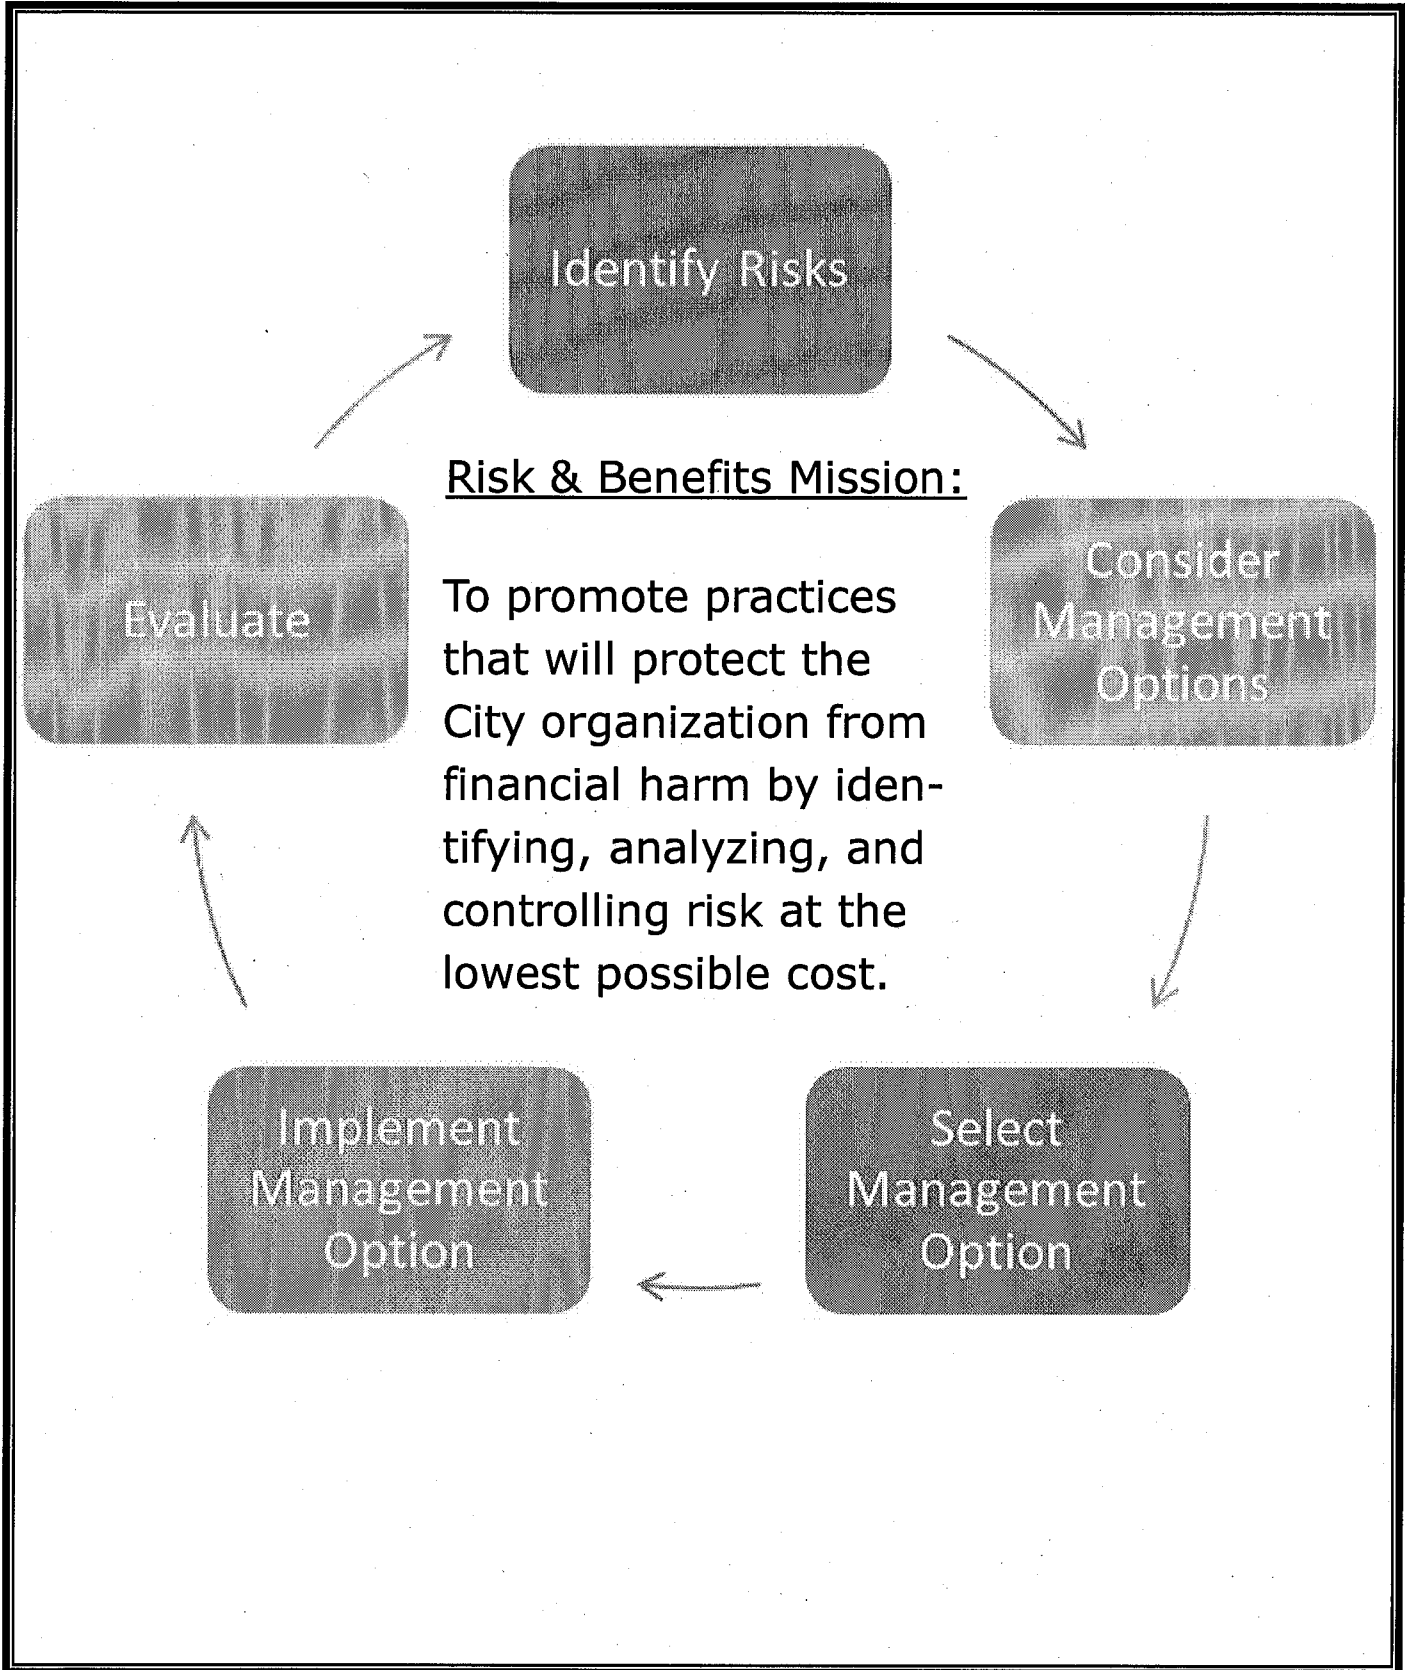 Identify Risks
Risk & Benefits Mission:
Evaluate
Consider
Management
Options
To promote practices
that will protect the
City organization from
financial harm by iden-
tifying, analyzing, and
controlling risk at the
lowest possible cost.
Implement
Management
Option
Select
Management
Option